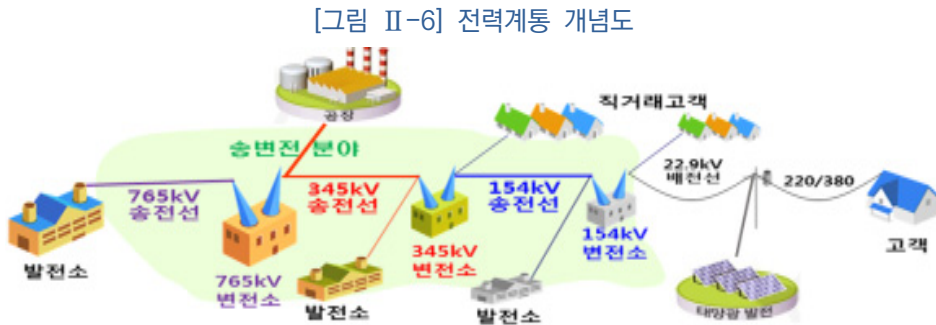 [그림 Ⅱ-6] 전력계통 개념도
공장
직거래고객
송변전 분야
765kV
송전선
345kV
송전선
154kV
송전선
22.9kV
배전선
220/380
발전소
765kV
변전소
발전소
345kV
변전소
발전소
154kV
변전소
태양광 발전
고객